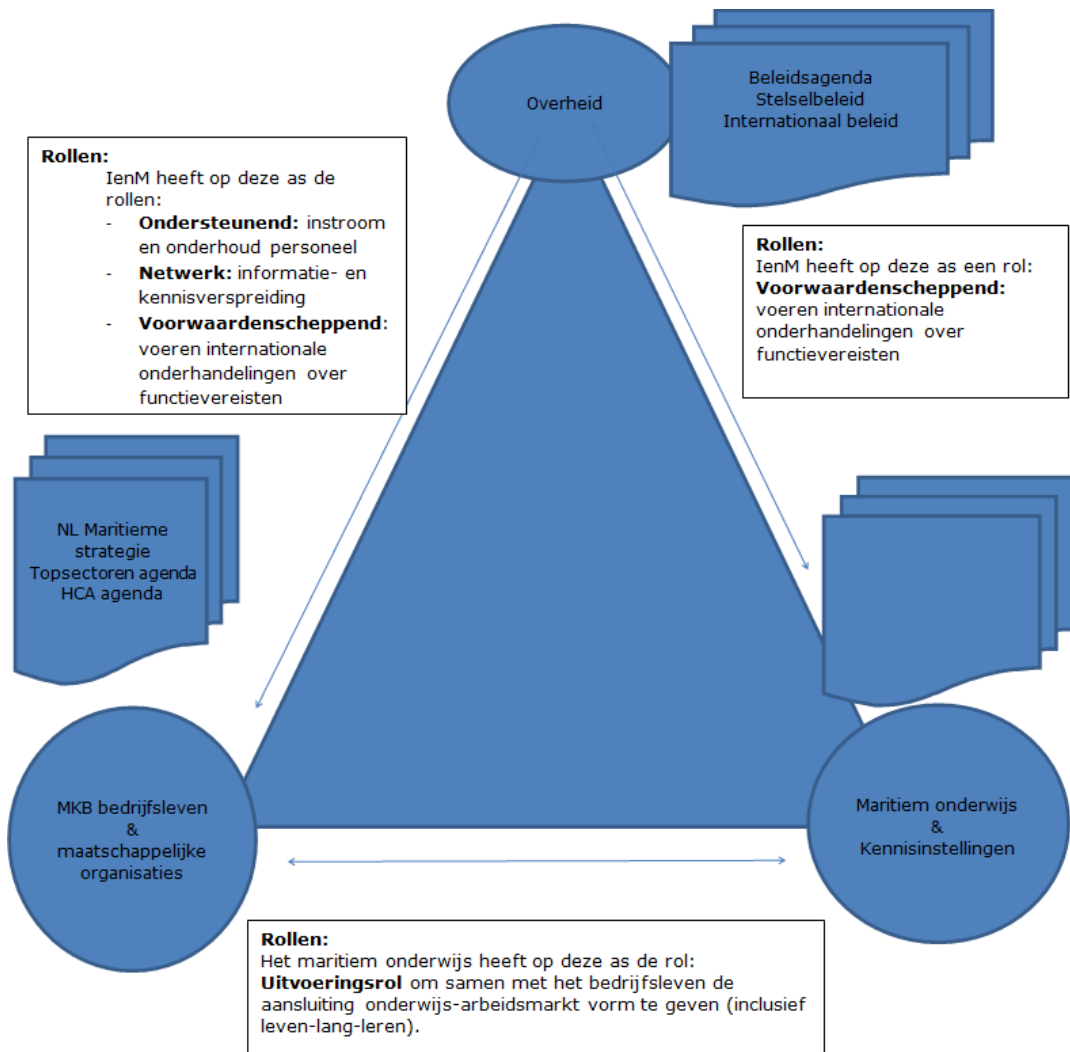 Overheid
Beleidsagenda
Stelselbeleid
Internationaal beleid
Rollen:
IenM heeft op deze as de
rollen:
- Ondersteunend: instroom
en onderhoud personeel
- Netwerk: informatie- en
kennisverspreiding
- Voorwaardenscheppend:
voeren internationale
onderhandelingen over
functievereisten
Rollen:
IenM heeft op deze as een rol:
Voorwaardenscheppend:
voeren internationale
onderhandelingen over
functievereisten
NL Maritieme
strategie
Topsectoren agenda
HCA agenda
MKB bedrijfsleven
&
maatschappelijke
organisaties
Maritiem onderwijs
&
Kennisinstellingen
Rollen:
Het maritiem onderwijs heeft op deze as de rol:
Uitvoeringsrol om samen met het bedrijfsleven de
aansluiting onderwijs-arbeidsmarkt vorm te geven (inclusief
leven-lang-leren).